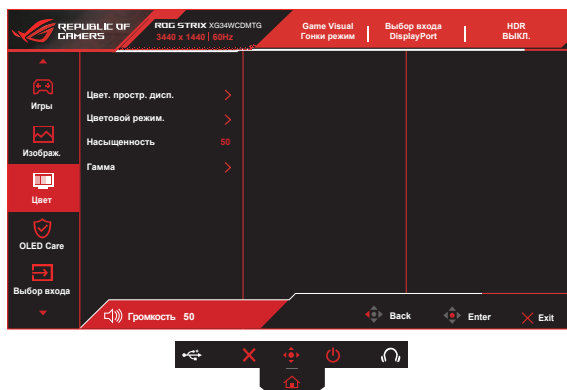 REPUBLIC OF
GAMERS
ROG STRIX XG34WCDMTG
3440 x 1440 60Hz
Game Visual
Гонки режим
Выбор входа
DisplayPort
HDR
ВЫКЛ.
Игры
Изображ.
Цвет
OLED Care
Выбор входа
Цвет. простр. дисп.
Цветовой режим.
Насыщенность 50
Гамма
Громкость 50
Back
Enter
Exit